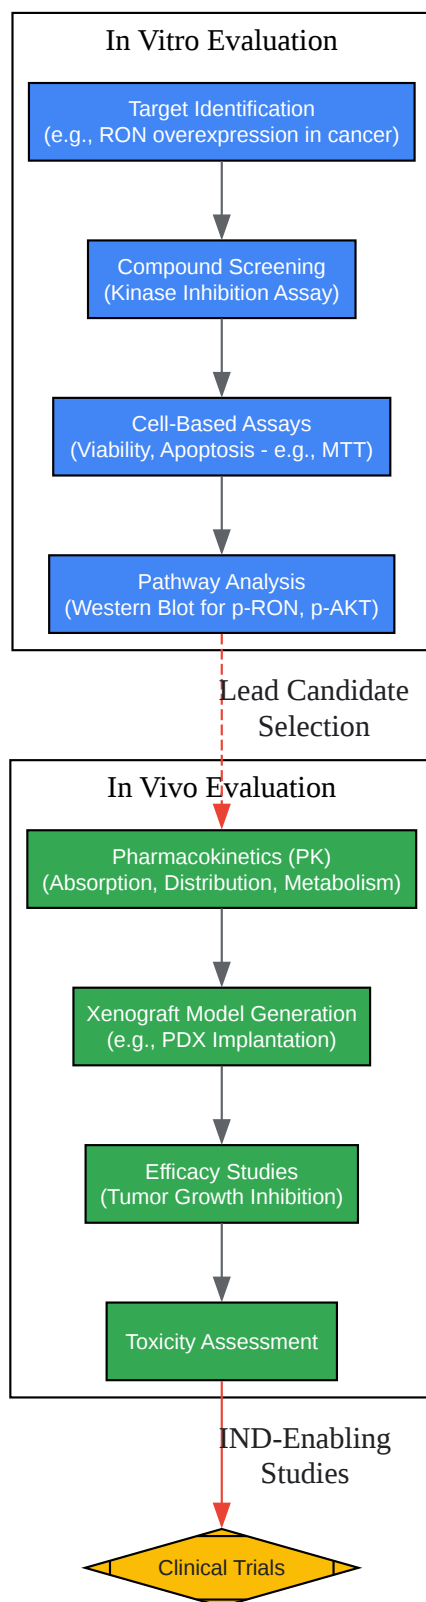 In Vitro Evaluation
Target Identification
(e.g., RON overexpression in cancer)
Compound Screening
(Kinase Inhibition Assay)
Cell-Based Assays
(Viability, Apoptosis - e.g., MTT)
Pathway Analysis
(Western Blot for p-RON, p-AKT)
Lead Candidate
Selection
In Vivo Evaluation
Pharmacokinetics (PK)
(Absorption, Distribution, Metabolism)
Xenograft Model Generation
(e.g., PDX Implantation)
Efficacy Studies
(Tumor Growth Inhibition)
Toxicity Assessment
IND-Enabling
Studies
Clinical Trials